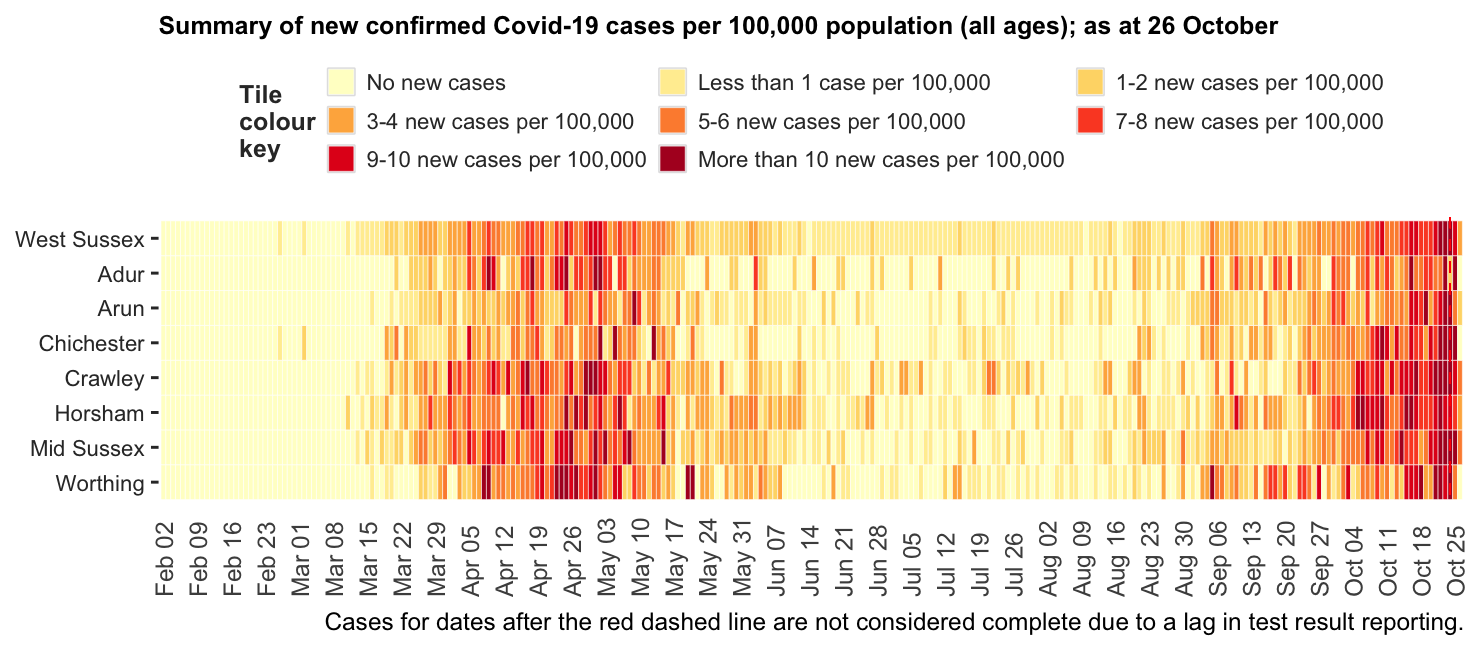 Summary of new confirmed Covid-19 cases per 100,000 population (all ages); as at 26 October
Tile
colour
key
No new cases
Less than 1 case per 100,000
1-2 new cases per 100,000
3-4 new cases per 100,000
5-6 new cases per 100,000
7-8 new cases per 100,000
9-10 new cases per 100,000
More than 10 new cases per 100,000
West Sussex
Adur
Arun
Chichester
Crawley
Horsham
Mid Sussex
Worthing
Feb 02
Feb 09
Feb 16
Feb 23
Mar 01
Mar 08
Mar 15
Mar 22
Mar 29
Apr 05
Apr 12
Apr 19
Apr 26
May 03
May 10
May 17
May 24
May 31
Jun 07
Jun 14
Jun 21
Jun 28
Jul 05
Jul 12
Jul 19
Jul 26
Aug 02
Aug 09
Aug 16
Aug 23
Aug 30
Sep 06
Sep 13
Sep 20
Sep 27
Oct 04
Oct 11
Oct 18
Oct 25
Cases for dates after the red dashed line are not considered complete due to a lag in test result reporting.